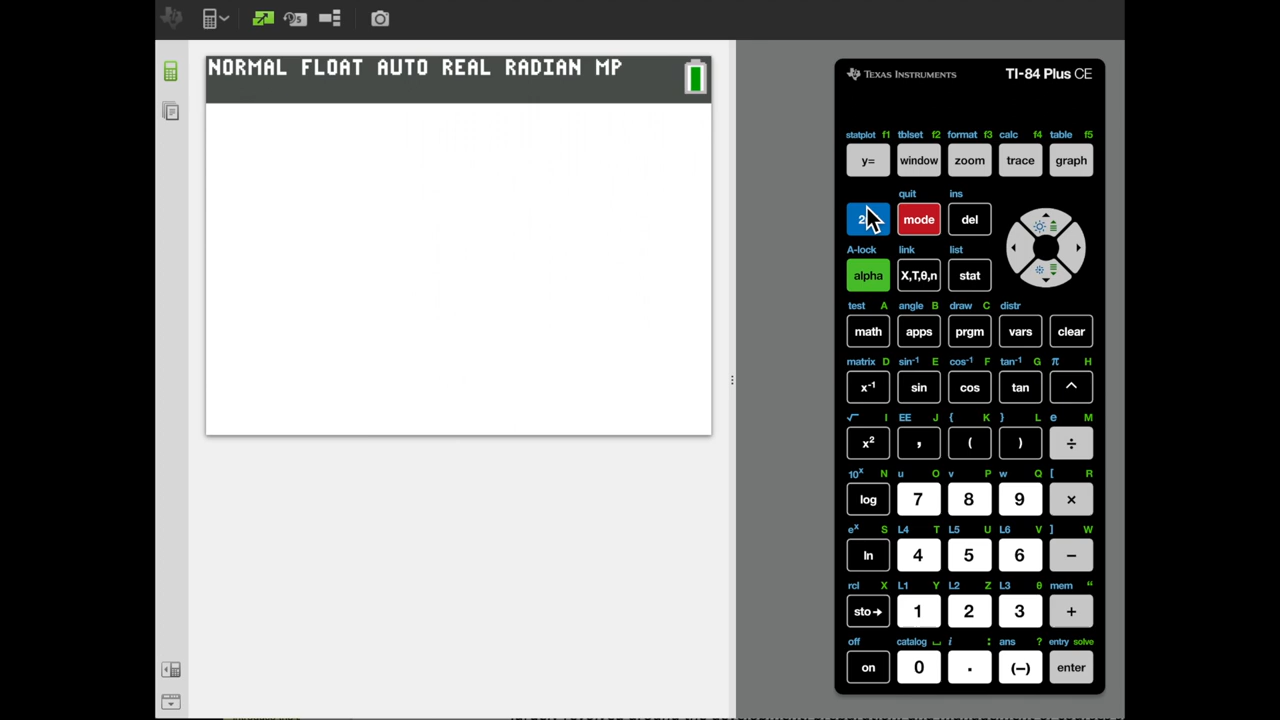 NORMAL FLOAT AUTO REAL RADIAN MP
TEXAS INSTRUMENTS TI-84 Plus CE
statplot f1 tblset f2 format f3 calc f4 table f5
y= window zoom trace graph
quit ins
mode del
A-lock link list
alpha X,T,θ,n stat
test A angle B draw C distr
math apps prgm vars clear
matrix D sin-1 E cos-1 F tan-1 G π H
x-1 sin cos tan ^
√ I EE J { K } L e M
x2 , ( ) ÷
10x N u O v P w Q [ R
log 7 8 9 ×
ex S L4 T L5 U L6 V ] W
ln 4 5 6 −
rcl X L1 Y L2 Z L3 θ mem "
sto→ 1 2 3 +
off catalog ⎵ i : ans ? entry solve
on 0 . (−) enter